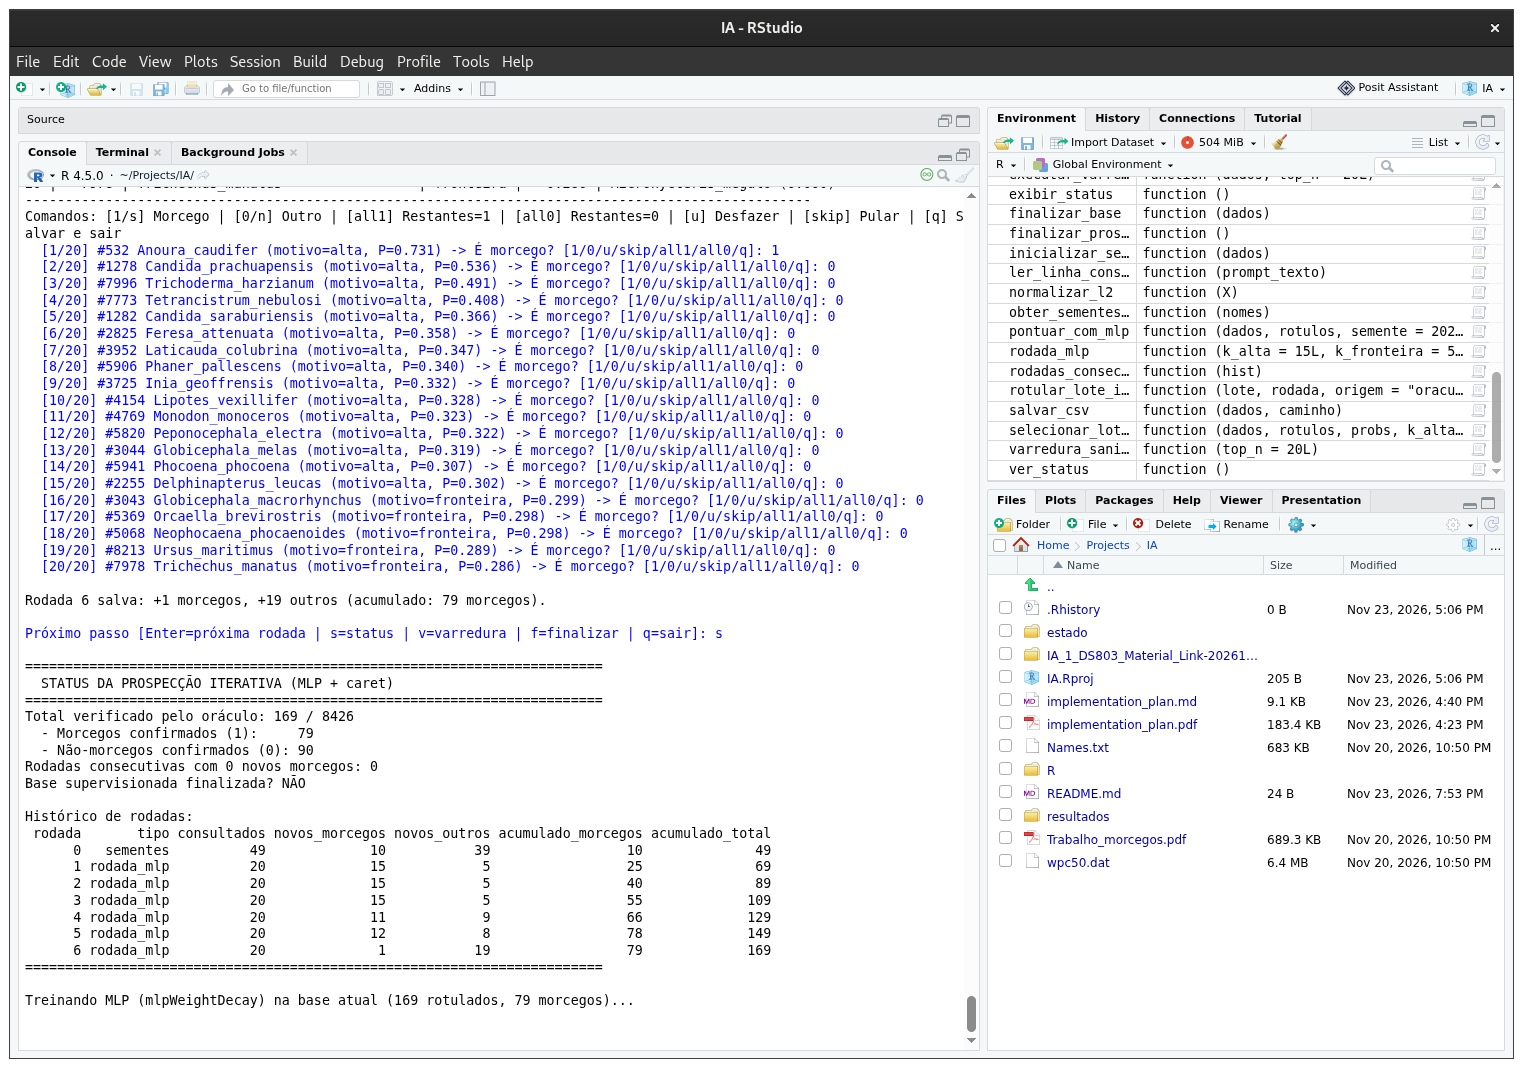 IA - RStudio
File Edit Code View Plots Session Build Debug Profile Tools Help
Go to file/function Addins Posit Assistant IA
Source
Console Terminal Background Jobs
R 4.5.0 · ~/Projects/IA/
--------------------------------------------------------------------------------------------------
Comandos: [1/s] Morcego | [0/n] Outro | [all1] Restantes=1 | [all0] Restantes=0 | [u] Desfazer | [skip] Pular | [q] S
alvar e sair
[1/20] #532 Anoura_caudifer (motivo=alta, P=0.731) -> É morcego? [1/0/u/skip/all1/all0/q]: 1
[2/20] #1278 Candida_prachuapensis (motivo=alta, P=0.536) -> É morcego? [1/0/u/skip/all1/all0/q]: 0
[3/20] #7996 Trichoderma_harzianum (motivo=alta, P=0.491) -> É morcego? [1/0/u/skip/all1/all0/q]: 0
[4/20] #7773 Tetrancistrum_nebulosi (motivo=alta, P=0.408) -> É morcego? [1/0/u/skip/all1/all0/q]: 0
[5/20] #1282 Candida_saraburiensis (motivo=alta, P=0.366) -> É morcego? [1/0/u/skip/all1/all0/q]: 0
[6/20] #2825 Feresa_attenuata (motivo=alta, P=0.358) -> É morcego? [1/0/u/skip/all1/all0/q]: 0
[7/20] #3952 Laticauda_colubrina (motivo=alta, P=0.347) -> É morcego? [1/0/u/skip/all1/all0/q]: 0
[8/20] #5906 Phaner_pallescens (motivo=alta, P=0.340) -> É morcego? [1/0/u/skip/all1/all0/q]: 0
[9/20] #3725 Inia_geoffrensis (motivo=alta, P=0.332) -> É morcego? [1/0/u/skip/all1/all0/q]: 0
[10/20] #4154 Lipotes_vexillifer (motivo=alta, P=0.328) -> É morcego? [1/0/u/skip/all1/all0/q]: 0
[11/20] #4769 Monodon_monoceros (motivo=alta, P=0.323) -> É morcego? [1/0/u/skip/all1/all0/q]: 0
[12/20] #5820 Peponocephala_electra (motivo=alta, P=0.322) -> É morcego? [1/0/u/skip/all1/all0/q]: 0
[13/20] #3044 Globicephala_melas (motivo=alta, P=0.319) -> É morcego? [1/0/u/skip/all1/all0/q]: 0
[14/20] #5941 Phocoena_phocoena (motivo=alta, P=0.307) -> É morcego? [1/0/u/skip/all1/all0/q]: 0
[15/20] #2255 Delphinapterus_leucas (motivo=alta, P=0.302) -> É morcego? [1/0/u/skip/all1/all0/q]: 0
[16/20] #3043 Globicephala_macrorhynchus (motivo=fronteira, P=0.299) -> É morcego? [1/0/u/skip/all1/all0/q]: 0
[17/20] #5369 Orcaella_brevirostris (motivo=fronteira, P=0.298) -> É morcego? [1/0/u/skip/all1/all0/q]: 0
[18/20] #5068 Neophocaena_phocaenoides (motivo=fronteira, P=0.298) -> É morcego? [1/0/u/skip/all1/all0/q]: 0
[19/20] #8213 Ursus_maritimus (motivo=fronteira, P=0.289) -> É morcego? [1/0/u/skip/all1/all0/q]: 0
[20/20] #7978 Trichechus_manatus (motivo=fronteira, P=0.286) -> É morcego? [1/0/u/skip/all1/all0/q]: 0
Rodada 6 salva: +1 morcegos, +19 outros (acumulado: 79 morcegos).
Próximo passo [Enter=próxima rodada | s=status | v=varredura | f=finalizar | q=sair]: s
========================================================================
STATUS DA PROSPECÇÃO ITERATIVA (MLP + caret)
========================================================================
Total verificado pelo oráculo: 169 / 8426
- Morcegos confirmados (1): 79
- Não-morcegos confirmados (0): 90
Rodadas consecutivas com 0 novos morcegos: 0
Base supervisionada finalizada? NÃO
Histórico de rodadas:
rodada tipo consultados novos_morcegos novos_outros acumulado_morcegos acumulado_total
0 sementes 49 10 39 10 49
1 rodada_mlp 20 15 5 25 69
2 rodada_mlp 20 15 5 40 89
3 rodada_mlp 20 15 5 55 109
4 rodada_mlp 20 11 9 66 129
5 rodada_mlp 20 12 8 78 149
6 rodada_mlp 20 1 19 79 169
========================================================================
Treinando MLP (mlpWeightDecay) na base atual (169 rotulados, 79 morcegos)...
Environment History Connections Tutorial
Import Dataset 504 MiB List
R Global Environment
exibir_status function ()
finalizar_base function (dados)
finalizar_pros… function ()
inicializar_se… function (dados)
ler_linha_cons… function (prompt_texto)
normalizar_l2 function (X)
obter_sementes… function (nomes)
pontuar_com_mlp function (dados, rotulos, semente = 202…
rodada_mlp function (k_alta = 15L, k_fronteira = 5…
rodadas_consec… function (hist)
rotular_lote_i… function (lote, rodada, origem = "oracu…
salvar_csv function (dados, caminho)
selecionar_lot… function (dados, rotulos, probs, k_alta…
varredura_sani… function (top_n = 20L)
ver_status function ()
Files Plots Packages Help Viewer Presentation
Folder File Delete Rename
Home Projects IA ...
Name Size Modified
..
.Rhistory 0 B Nov 23, 2026, 5:06 PM
estado
IA_1_DS803_Material_Link-20261...
IA.Rproj 205 B Nov 23, 2026, 5:06 PM
implementation_plan.md 9.1 KB Nov 23, 2026, 4:40 PM
implementation_plan.pdf 183.4 KB Nov 23, 2026, 4:23 PM
Names.txt 683 KB Nov 20, 2026, 10:50 PM
R
README.md 24 B Nov 23, 2026, 7:53 PM
resultados
Trabalho_morcegos.pdf 689.3 KB Nov 20, 2026, 10:50 PM
wpc50.dat 6.4 MB Nov 20, 2026, 10:50 PM